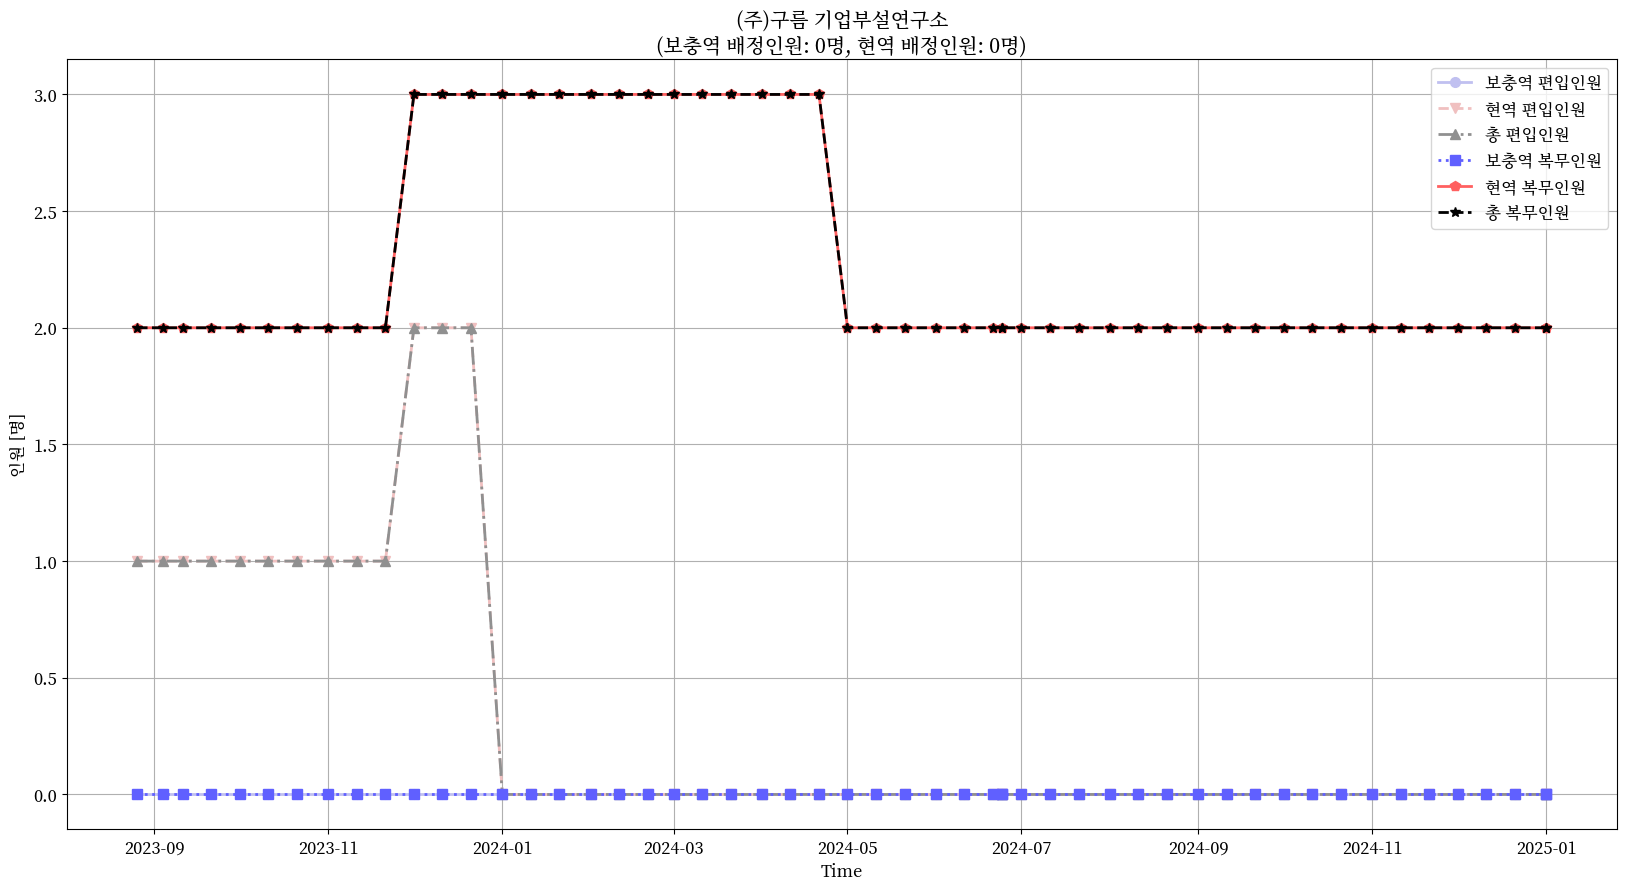 (주)구름 기업부설연구소
(보충역 배정인원: 0명, 현역 배정인원: 0명)
보충역 편입인원
현역 편입인원
총 편입인원
보충역 복무인원
현역 복무인원
총 복무인원
3.0
2.5
2.0
1.5
1.0
0.5
0.0
인원 [명]
2023-09
2023-11
2024-01
2024-03
2024-05
2024-07
2024-09
2024-11
2025-01
Time